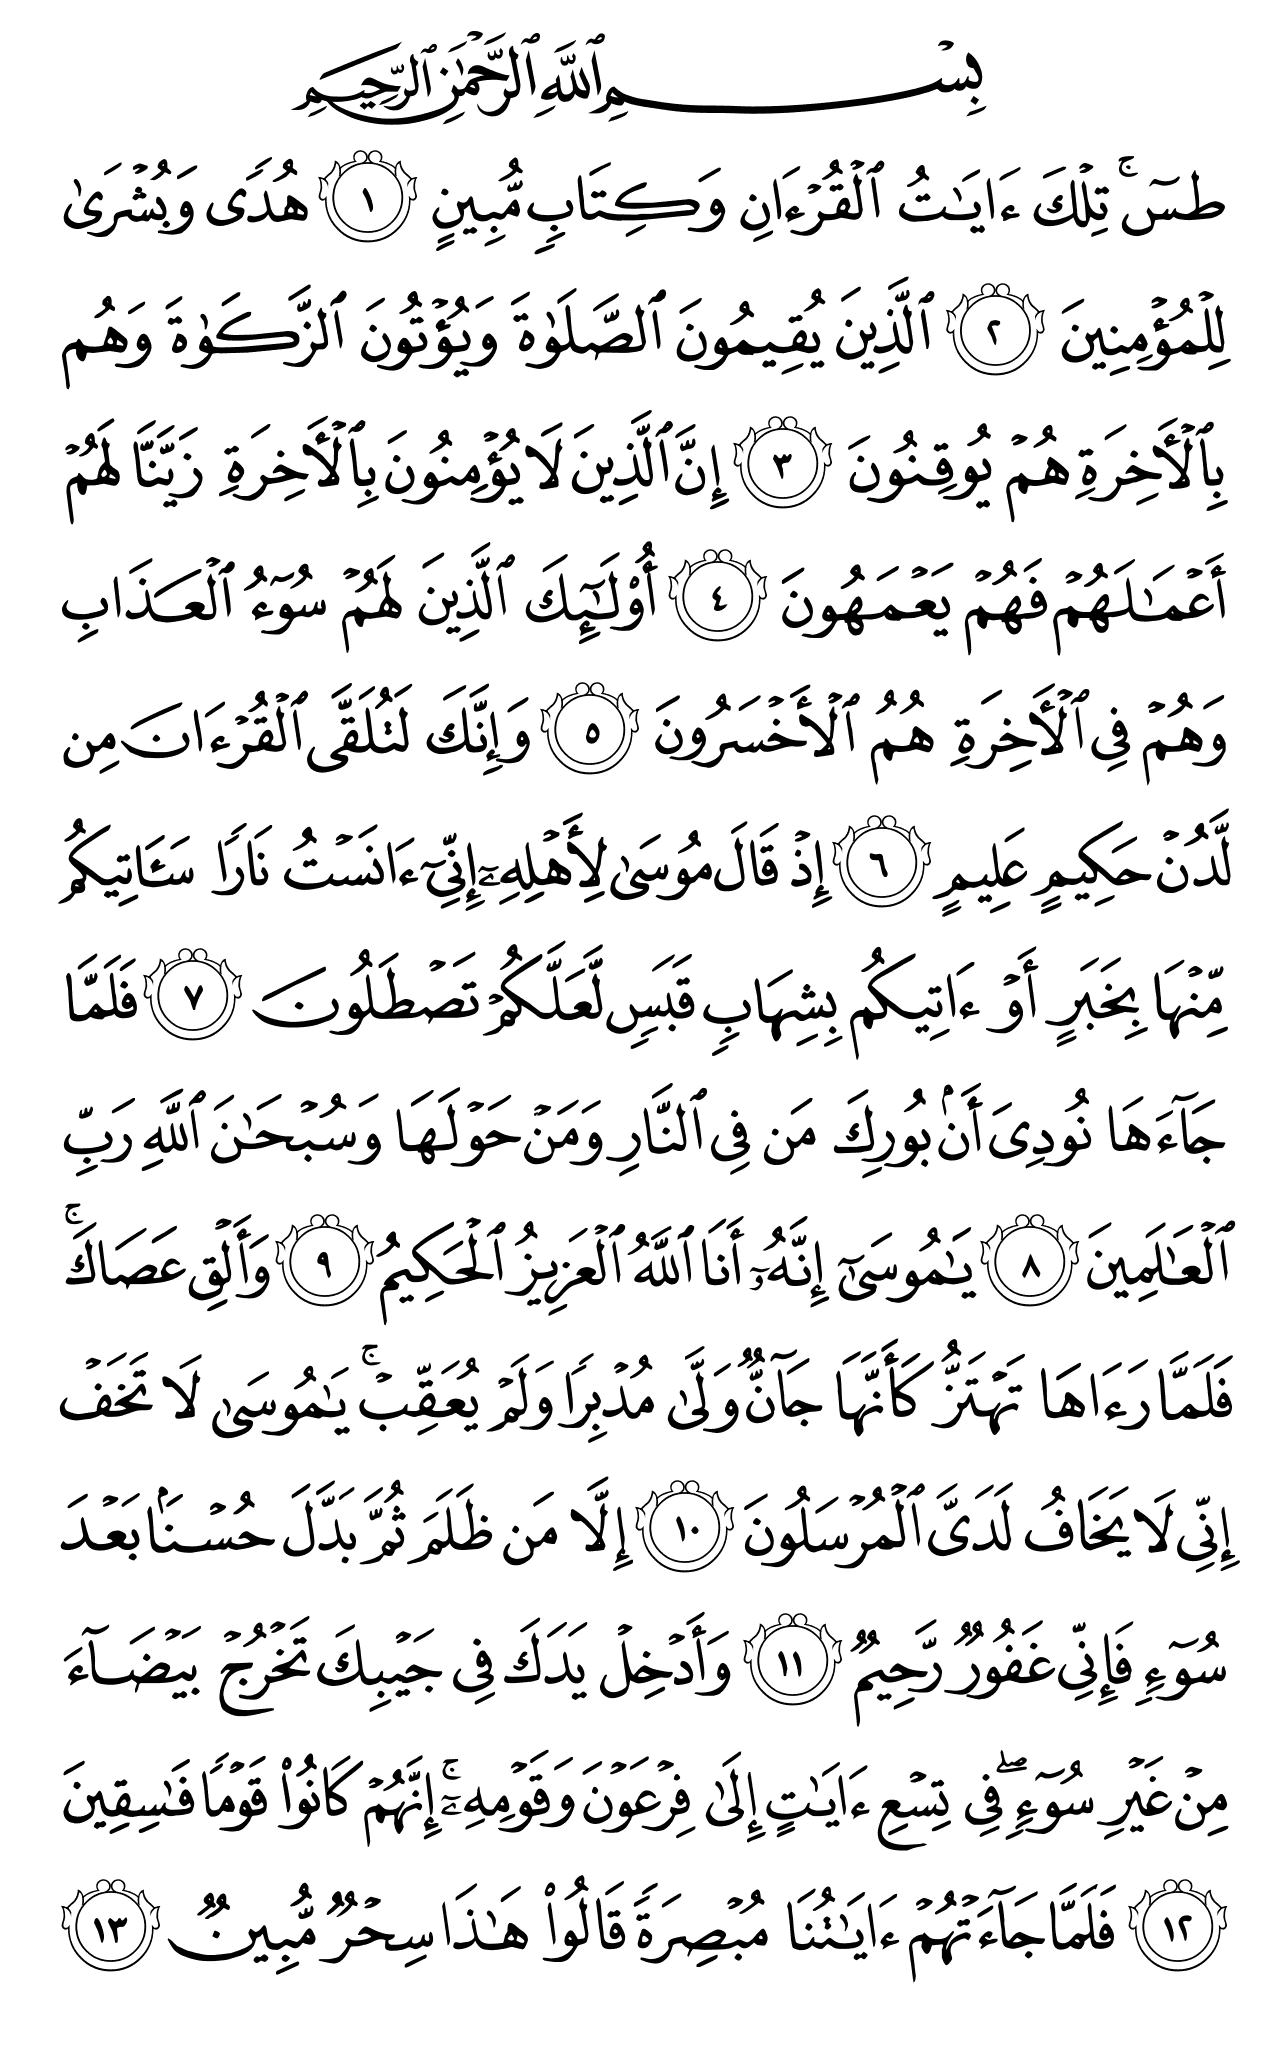 بِسْمِ ٱللَّهِ ٱلرَّحْمَٰنِ ٱلرَّحِيمِ
طسٓۚ تِلْكَ ءَايَٰتُ ٱلْقُرْءَانِ وَكِتَابٍ مُّبِينٍ ١ هُدًى وَبُشْرَىٰ
لِلْمُؤْمِنِينَ ٢ ٱلَّذِينَ يُقِيمُونَ ٱلصَّلَوٰةَ وَيُؤْتُونَ ٱلزَّكَوٰةَ وَهُم
بِٱلْأَخِرَةِ هُمْ يُوقِنُونَ ٣ إِنَّ ٱلَّذِينَ لَا يُؤْمِنُونَ بِٱلْأَخِرَةِ زَيَّنَّا لَهُمْ
أَعْمَٰلَهُمْ فَهُمْ يَعْمَهُونَ ٤ أُوْلَٰٓئِكَ ٱلَّذِينَ لَهُمْ سُوٓءُ ٱلْعَذَابِ
وَهُمْ فِى ٱلْأَخِرَةِ هُمُ ٱلْأَخْسَرُونَ ٥ وَإِنَّكَ لَتُلَقَّى ٱلْقُرْءَانَ مِن
لَّدُنْ حَكِيمٍ عَلِيمٍ ٦ إِذْ قَالَ مُوسَىٰ لِأَهْلِهِۦٓ إِنِّىٓ ءَانَسْتُ نَارًا سَـَٔاتِيكُم
مِّنْهَا بِخَبَرٍ أَوْ ءَاتِيكُم بِشِهَابٍ قَبَسٍ لَّعَلَّكُمْ تَصْطَلُونَ ٧ فَلَمَّا
جَآءَهَا نُودِىَ أَنۢ بُورِكَ مَن فِى ٱلنَّارِ وَمَنْ حَوْلَهَا وَسُبْحَٰنَ ٱللَّهِ رَبِّ
ٱلْعَٰلَمِينَ ٨ يَٰمُوسَىٰٓ إِنَّهُۥٓ أَنَا ٱللَّهُ ٱلْعَزِيزُ ٱلْحَكِيمُ ٩ وَأَلْقِ عَصَاكَۚ
فَلَمَّا رَءَاهَا تَهْتَزُّ كَأَنَّهَا جَآنٌّ وَلَّىٰ مُدْبِرًا وَلَمْ يُعَقِّبْۚ يَٰمُوسَىٰ لَا تَخَفْ
إِنِّى لَا يَخَافُ لَدَىَّ ٱلْمُرْسَلُونَ ١٠ إِلَّا مَن ظَلَمَ ثُمَّ بَدَّلَ حُسْنًۢا بَعْدَ
سُوٓءٍ فَإِنِّى غَفُورٌ رَّحِيمٌ ١١ وَأَدْخِلْ يَدَكَ فِى جَيْبِكَ تَخْرُجْ بَيْضَآءَ
مِنْ غَيْرِ سُوٓءٍۖ فِى تِسْعِ ءَايَٰتٍ إِلَىٰ فِرْعَوْنَ وَقَوْمِهِۦٓۚ إِنَّهُمْ كَانُوا۟ قَوْمًا فَٰسِقِينَ
١٢ فَلَمَّا جَآءَتْهُمْ ءَايَٰتُنَا مُبْصِرَةً قَالُوا۟ هَٰذَا سِحْرٌ مُّبِينٌ ١٣